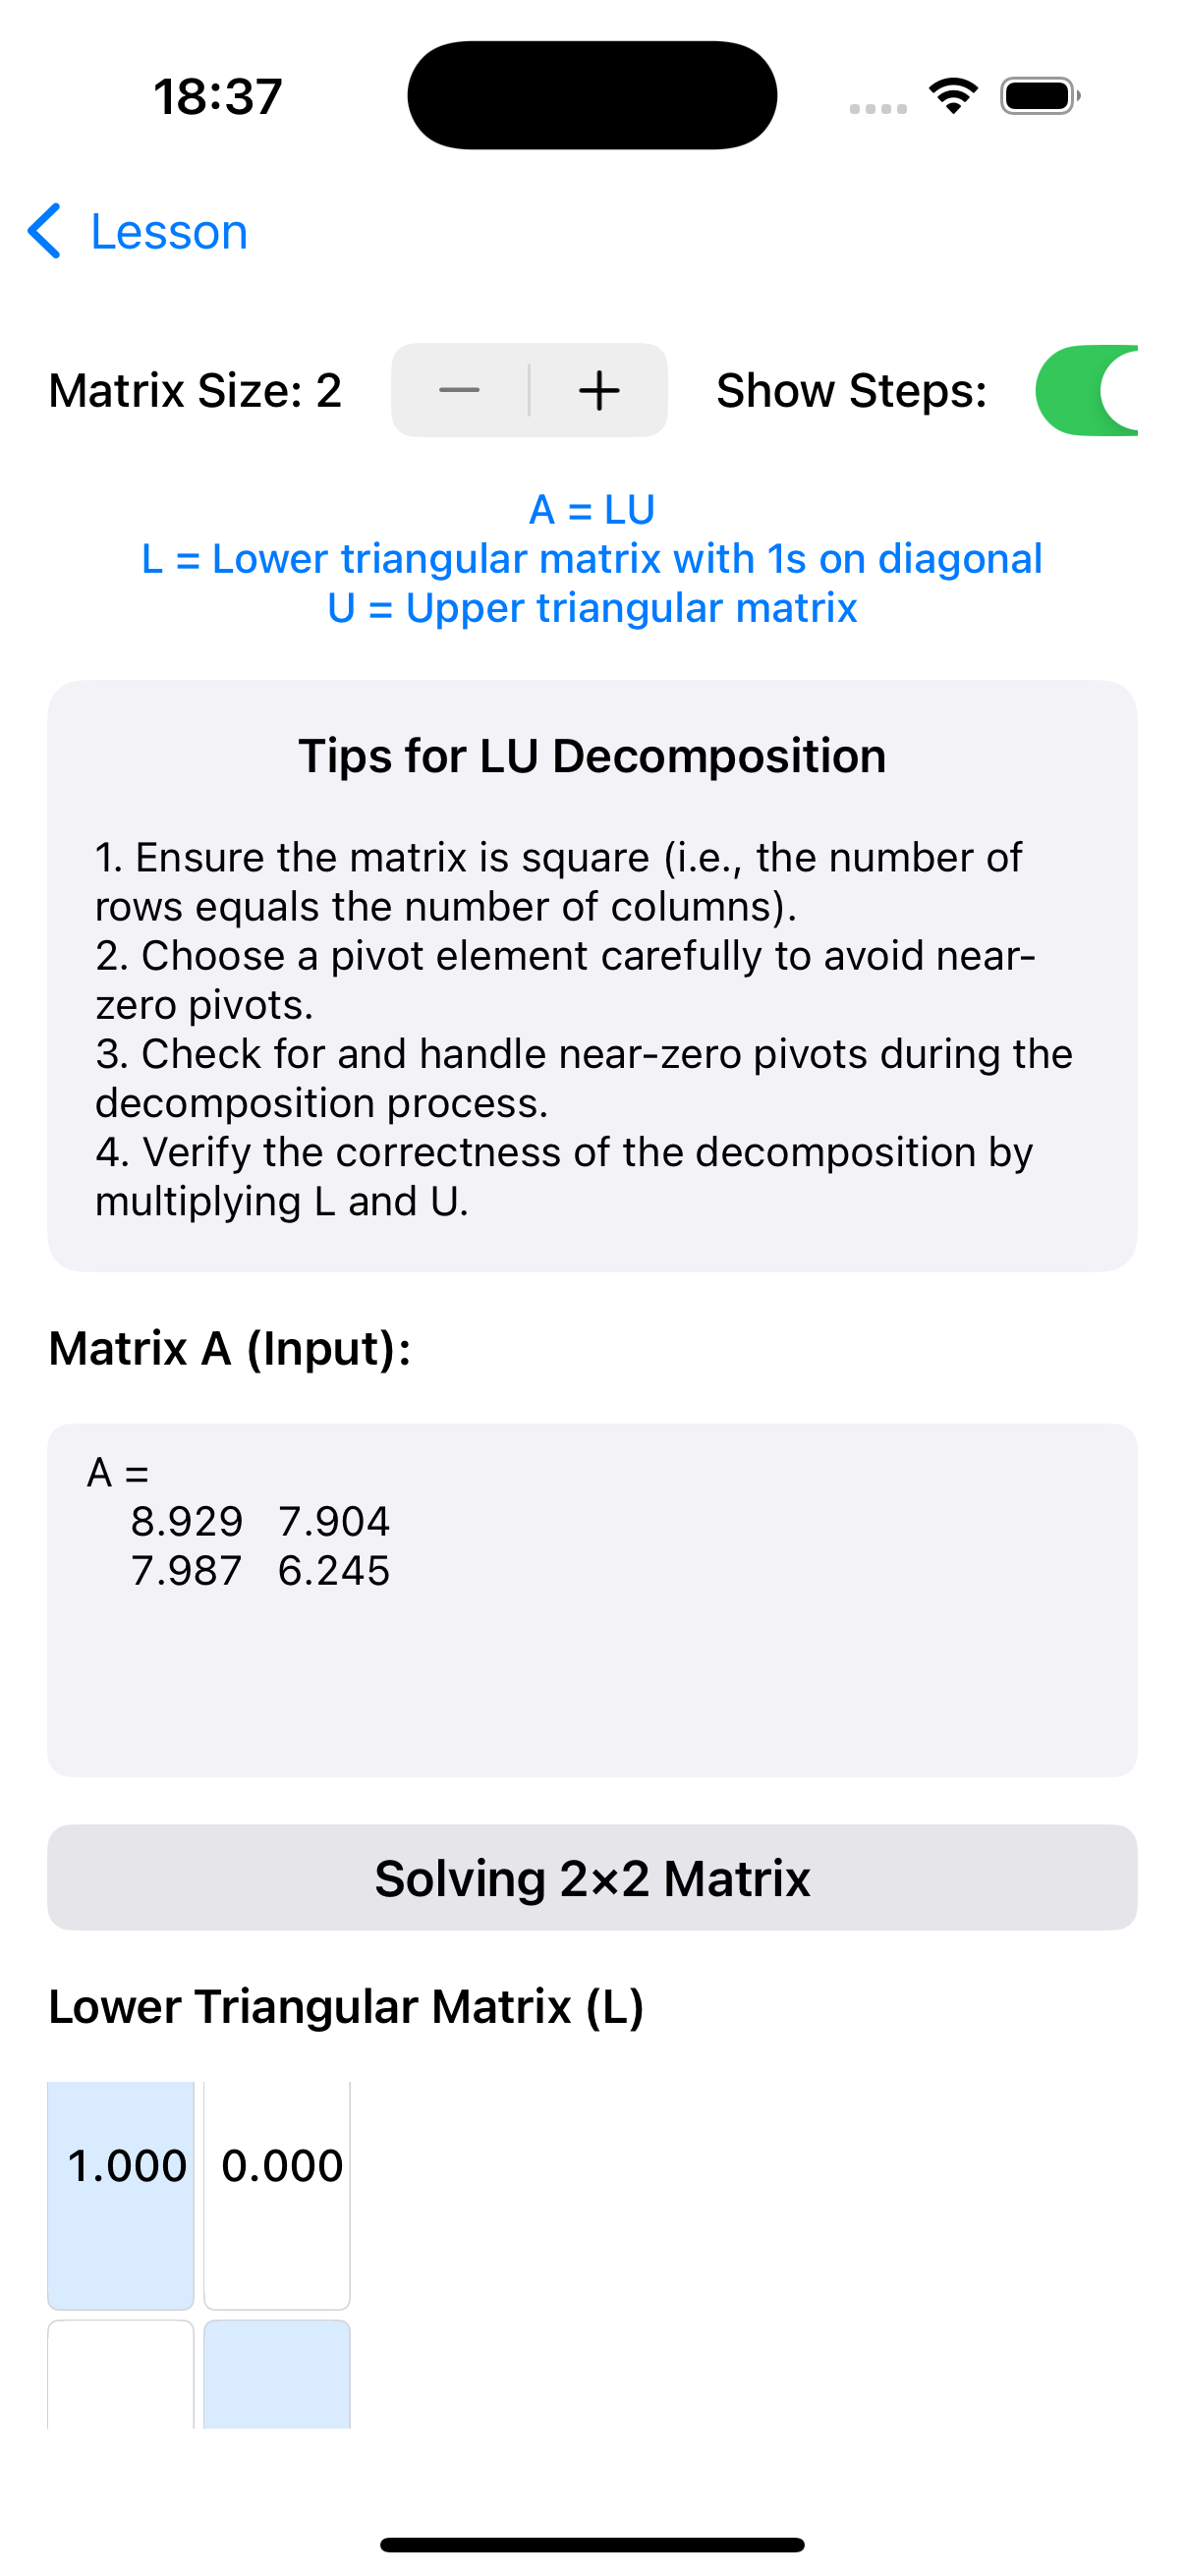 18:37
Lesson
Matrix Size: 2 − + Show Steps:
A = LU
L = Lower triangular matrix with 1s on diagonal
U = Upper triangular matrix
Tips for LU Decomposition
1. Ensure the matrix is square (i.e., the number of
rows equals the number of columns).
2. Choose a pivot element carefully to avoid near-
zero pivots.
3. Check for and handle near-zero pivots during the
decomposition process.
4. Verify the correctness of the decomposition by
multiplying L and U.
Matrix A (Input):
A =
8.929 7.904
7.987 6.245
Solving 2×2 Matrix
Lower Triangular Matrix (L)
1.000 0.000